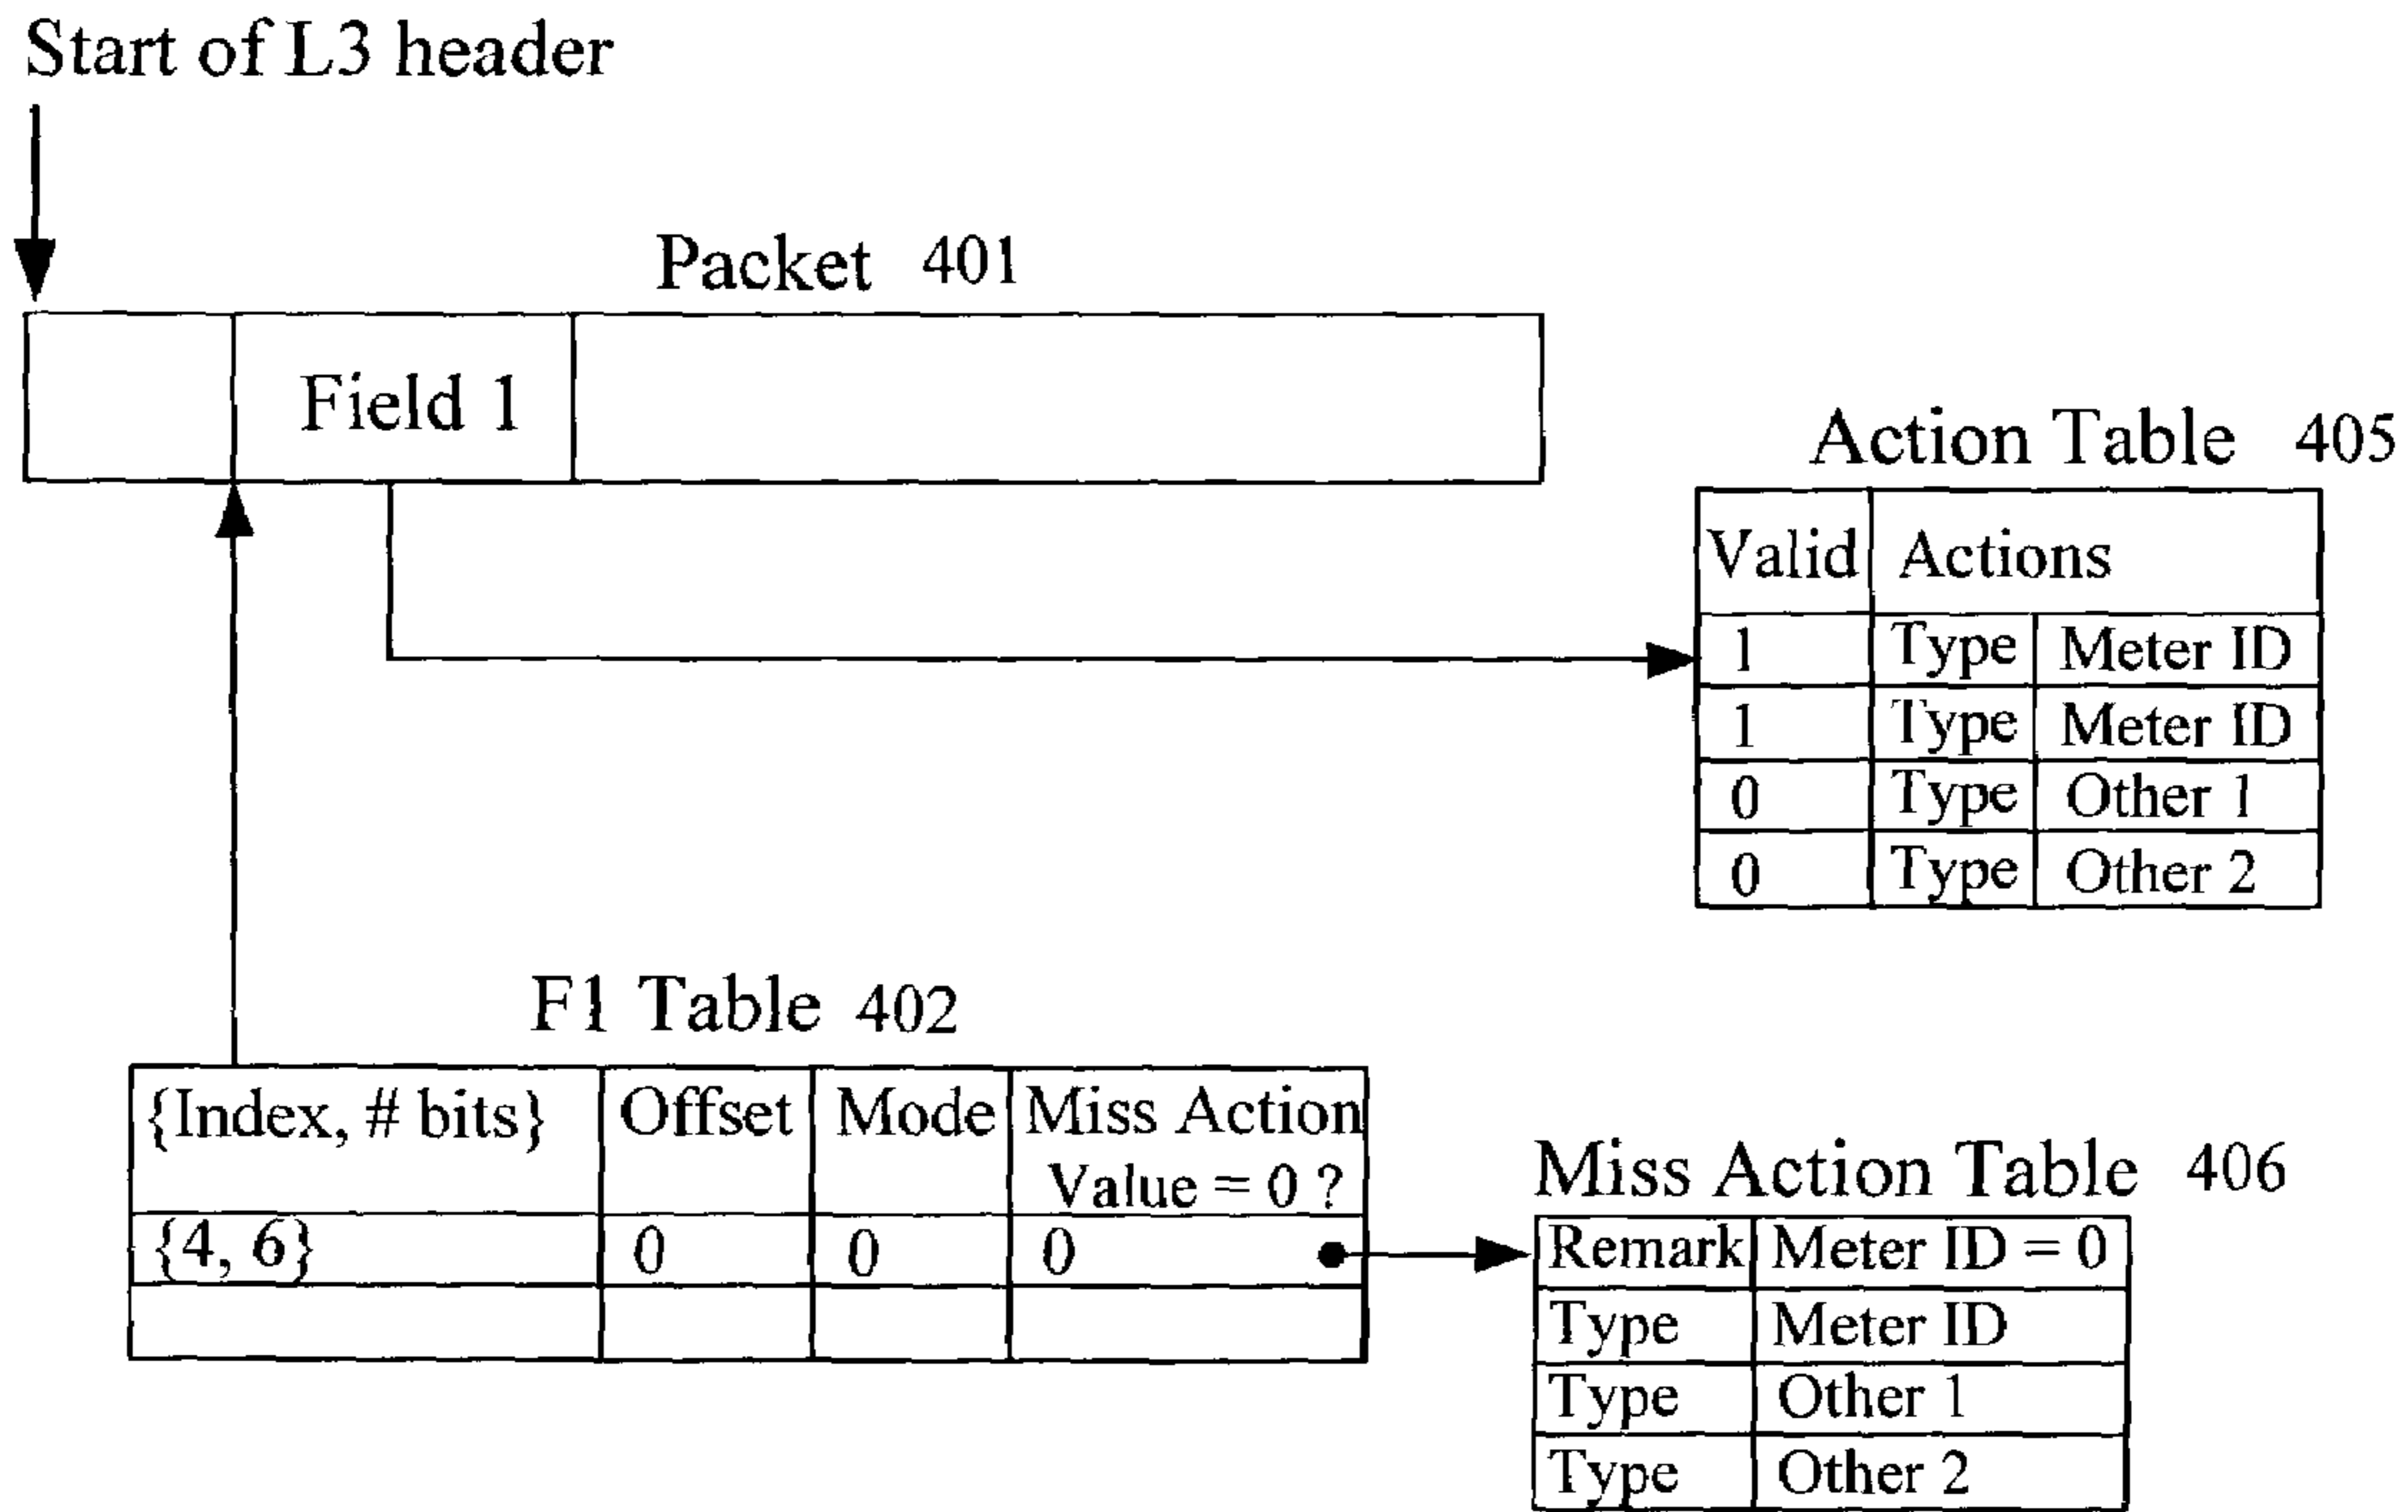 Start of L3 header
Packet 401
Field 1
Action Table 405
Valid Actions
1 Type Meter ID
1 Type Meter ID
0 Type Other 1
0 Type Other 2
F1 Table 402
{Index, # bits} Offset Mode Miss Action
Value = 0 ?
{4, 6} 0 0 0
Miss Action Table 406
Remark Meter ID = 0
Type Meter ID
Type Other 1
Type Other 2